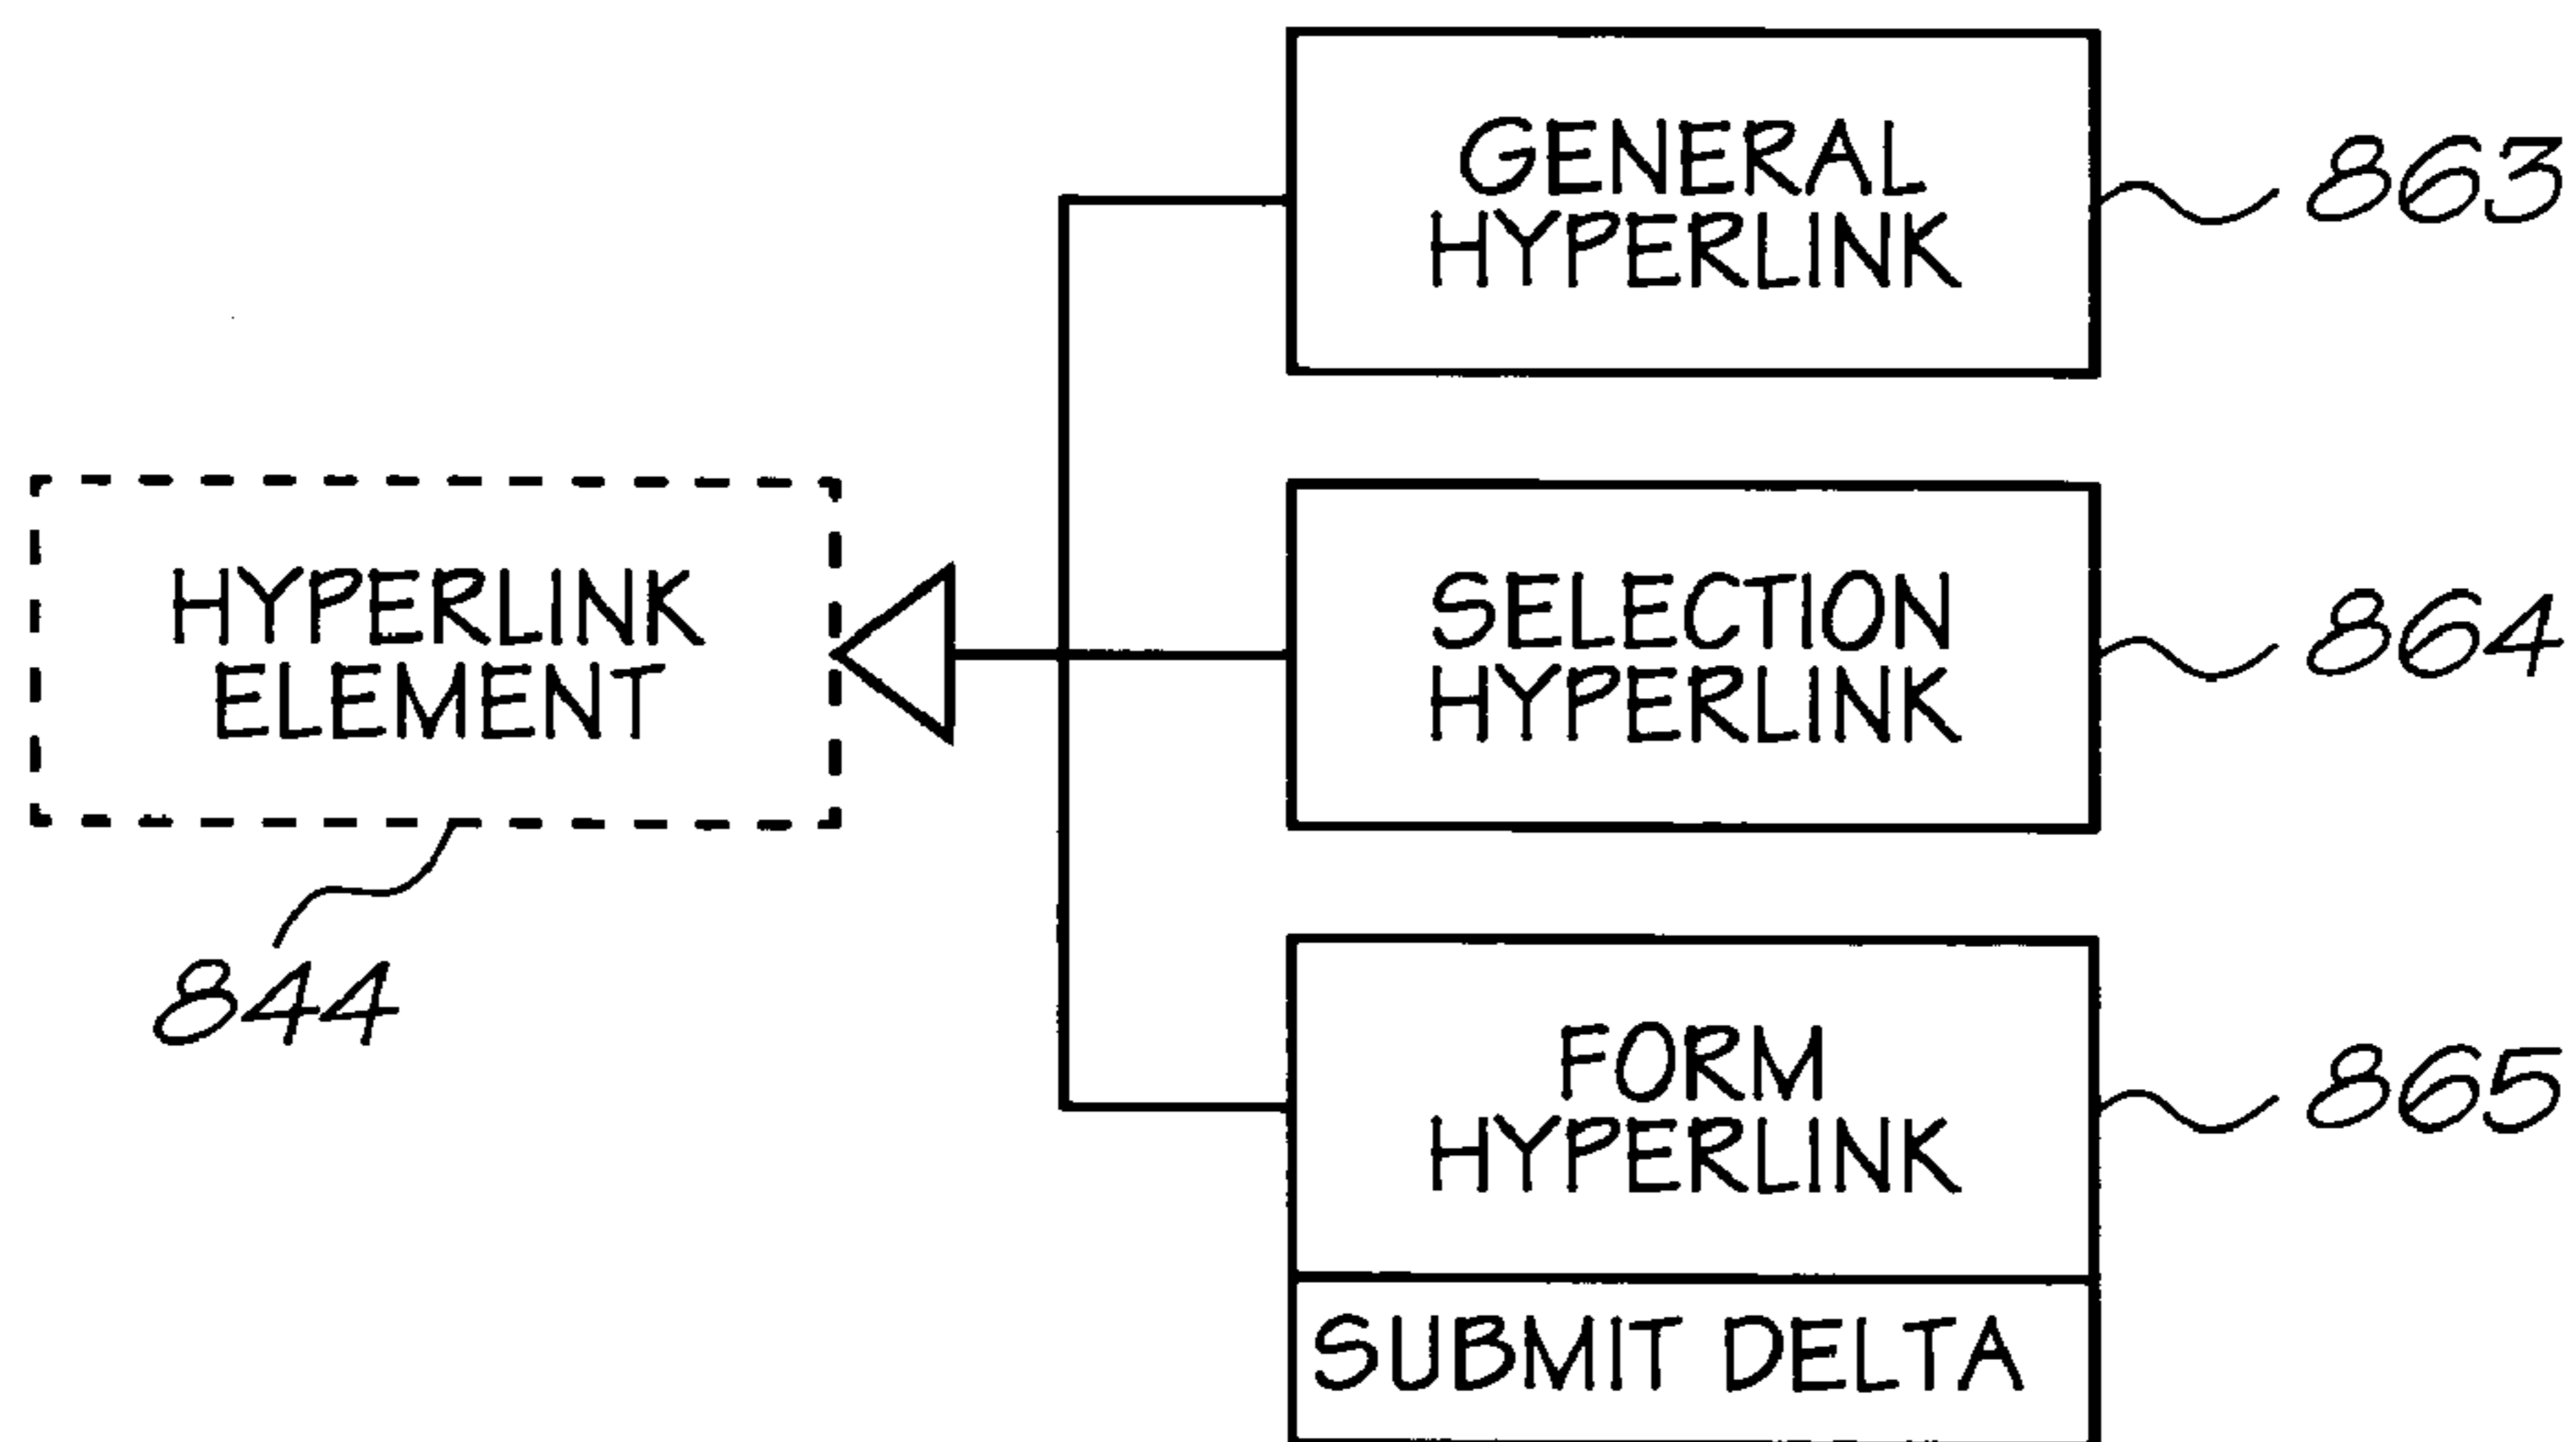 GENERAL
HYPERLINK
863
HYPERLINK
ELEMENT
844
SELECTION
HYPERLINK
864
FORM
HYPERLINK
865
SUBMIT DELTA